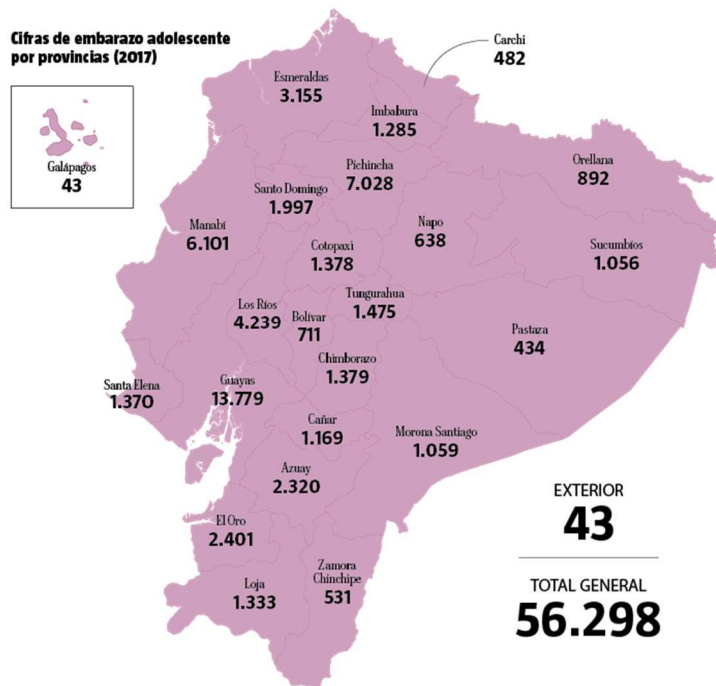 Cifras de embarazo adolescente
por provincias (2017)
Carchi
482
Esmeraldas
3.155
Imbabura
1.285
Galápagos
43
Pichincha
7.028
Orellana
892
Santo Domingo
1.997
Manabí
6.101
Napo
638
Sucumbíos
1.056
Cotopaxi
1.378
Tungurahua
1.475
Los Ríos
4.239
Bolívar
711
Pastaza
434
Chimborazo
1.379
Santa Elena
1.370
Guayas
13.779
Cañar
1.169
Morona Santiago
1.059
Azuay
2.320
EXTERIOR
43
El Oro
2.401
Zamora
Chinchipe
531
Loja
1.333
TOTAL GENERAL
56.298